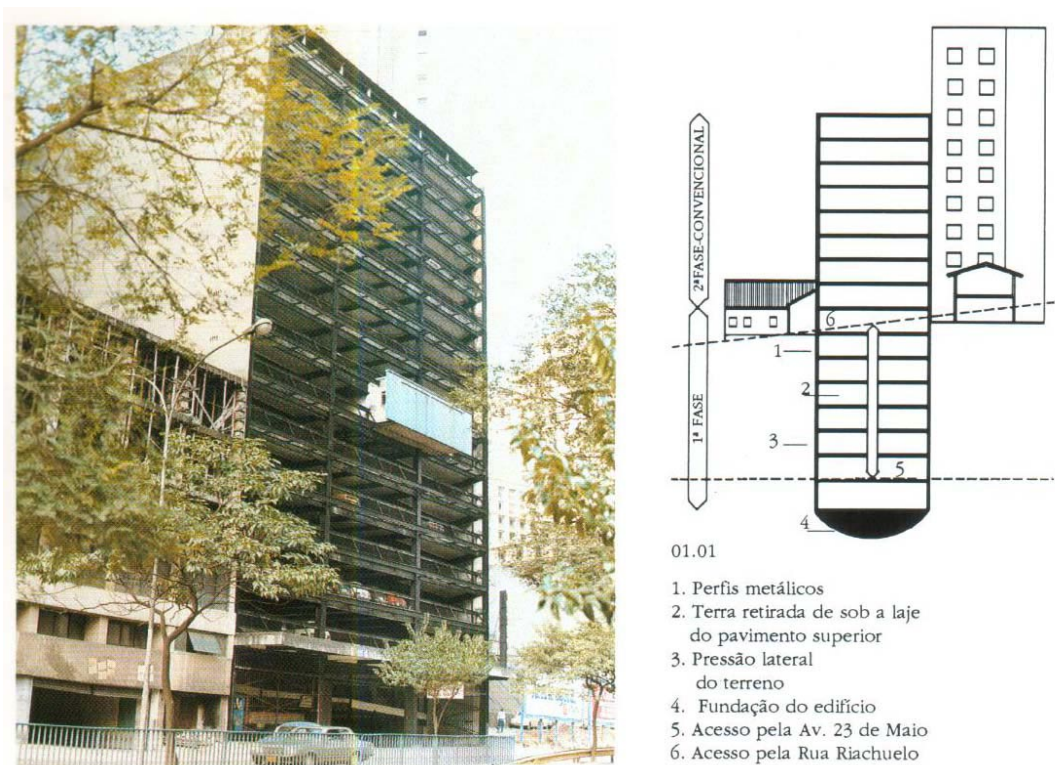 2ª FASE-CONVENCIONAL
1ª FASE
6
1
2
3
5
4
01.01
1. Perfis metálicos
2. Terra retirada de sob a laje
do pavimento superior
3. Pressão lateral
do terreno
4. Fundação do edifício
5. Acesso pela Av. 23 de Maio
6. Acesso pela Rua Riachuelo